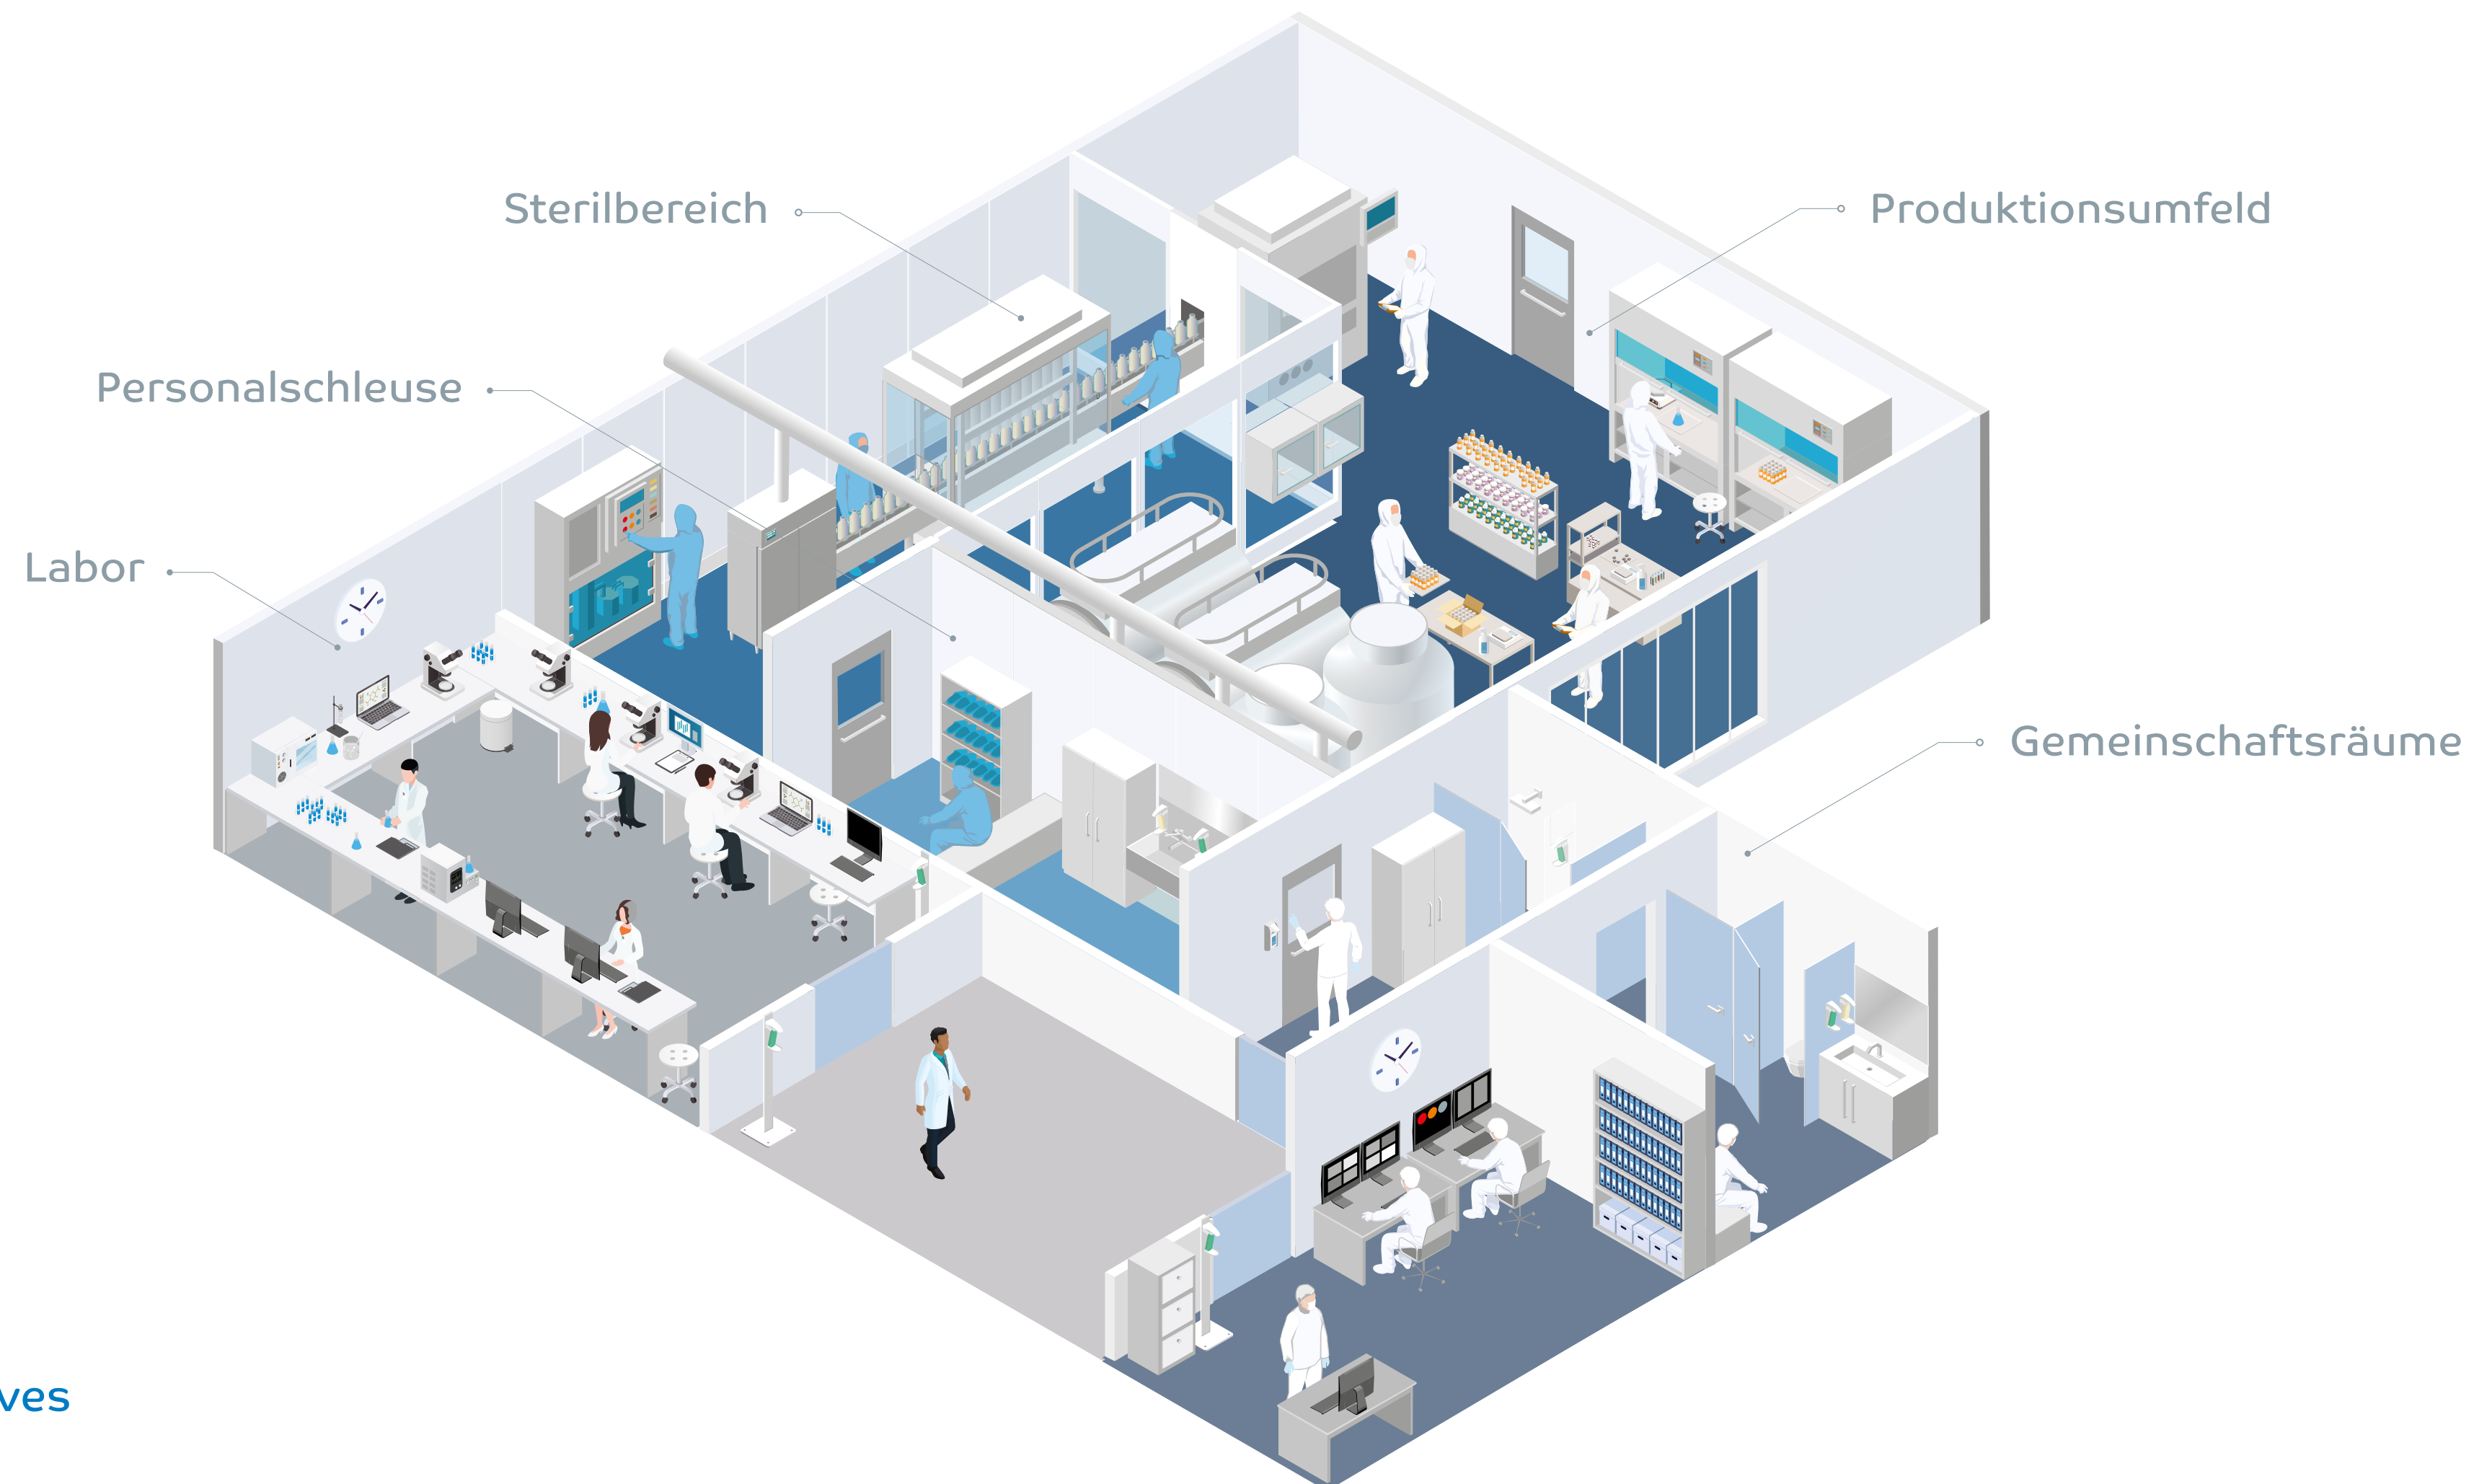 Sterilbereich
Produktionsumfeld
Personalschleuse
Labor
Gemeinschaftsräume
ves